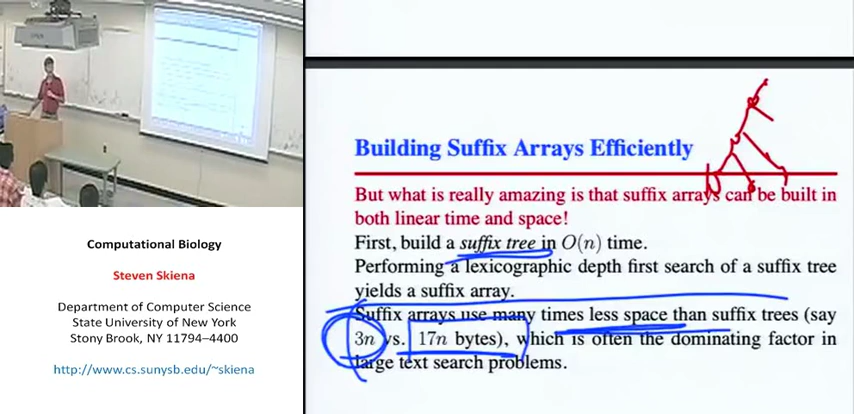 Computational Biology
Steven Skiena
Department of Computer Science
State University of New York
Stony Brook, NY 11794–4400
http://www.cs.sunysb.edu/~skiena
Building Suffix Arrays Efficiently
But what is really amazing is that suffix arrays can be built in
both linear time and space!
First, build a suffix tree in O(n) time.
Performing a lexicographic depth first search of a suffix tree
yields a suffix array.
Suffix arrays use many times less space than suffix trees (say
3n vs. 17n bytes), which is often the dominating factor in
large text search problems.